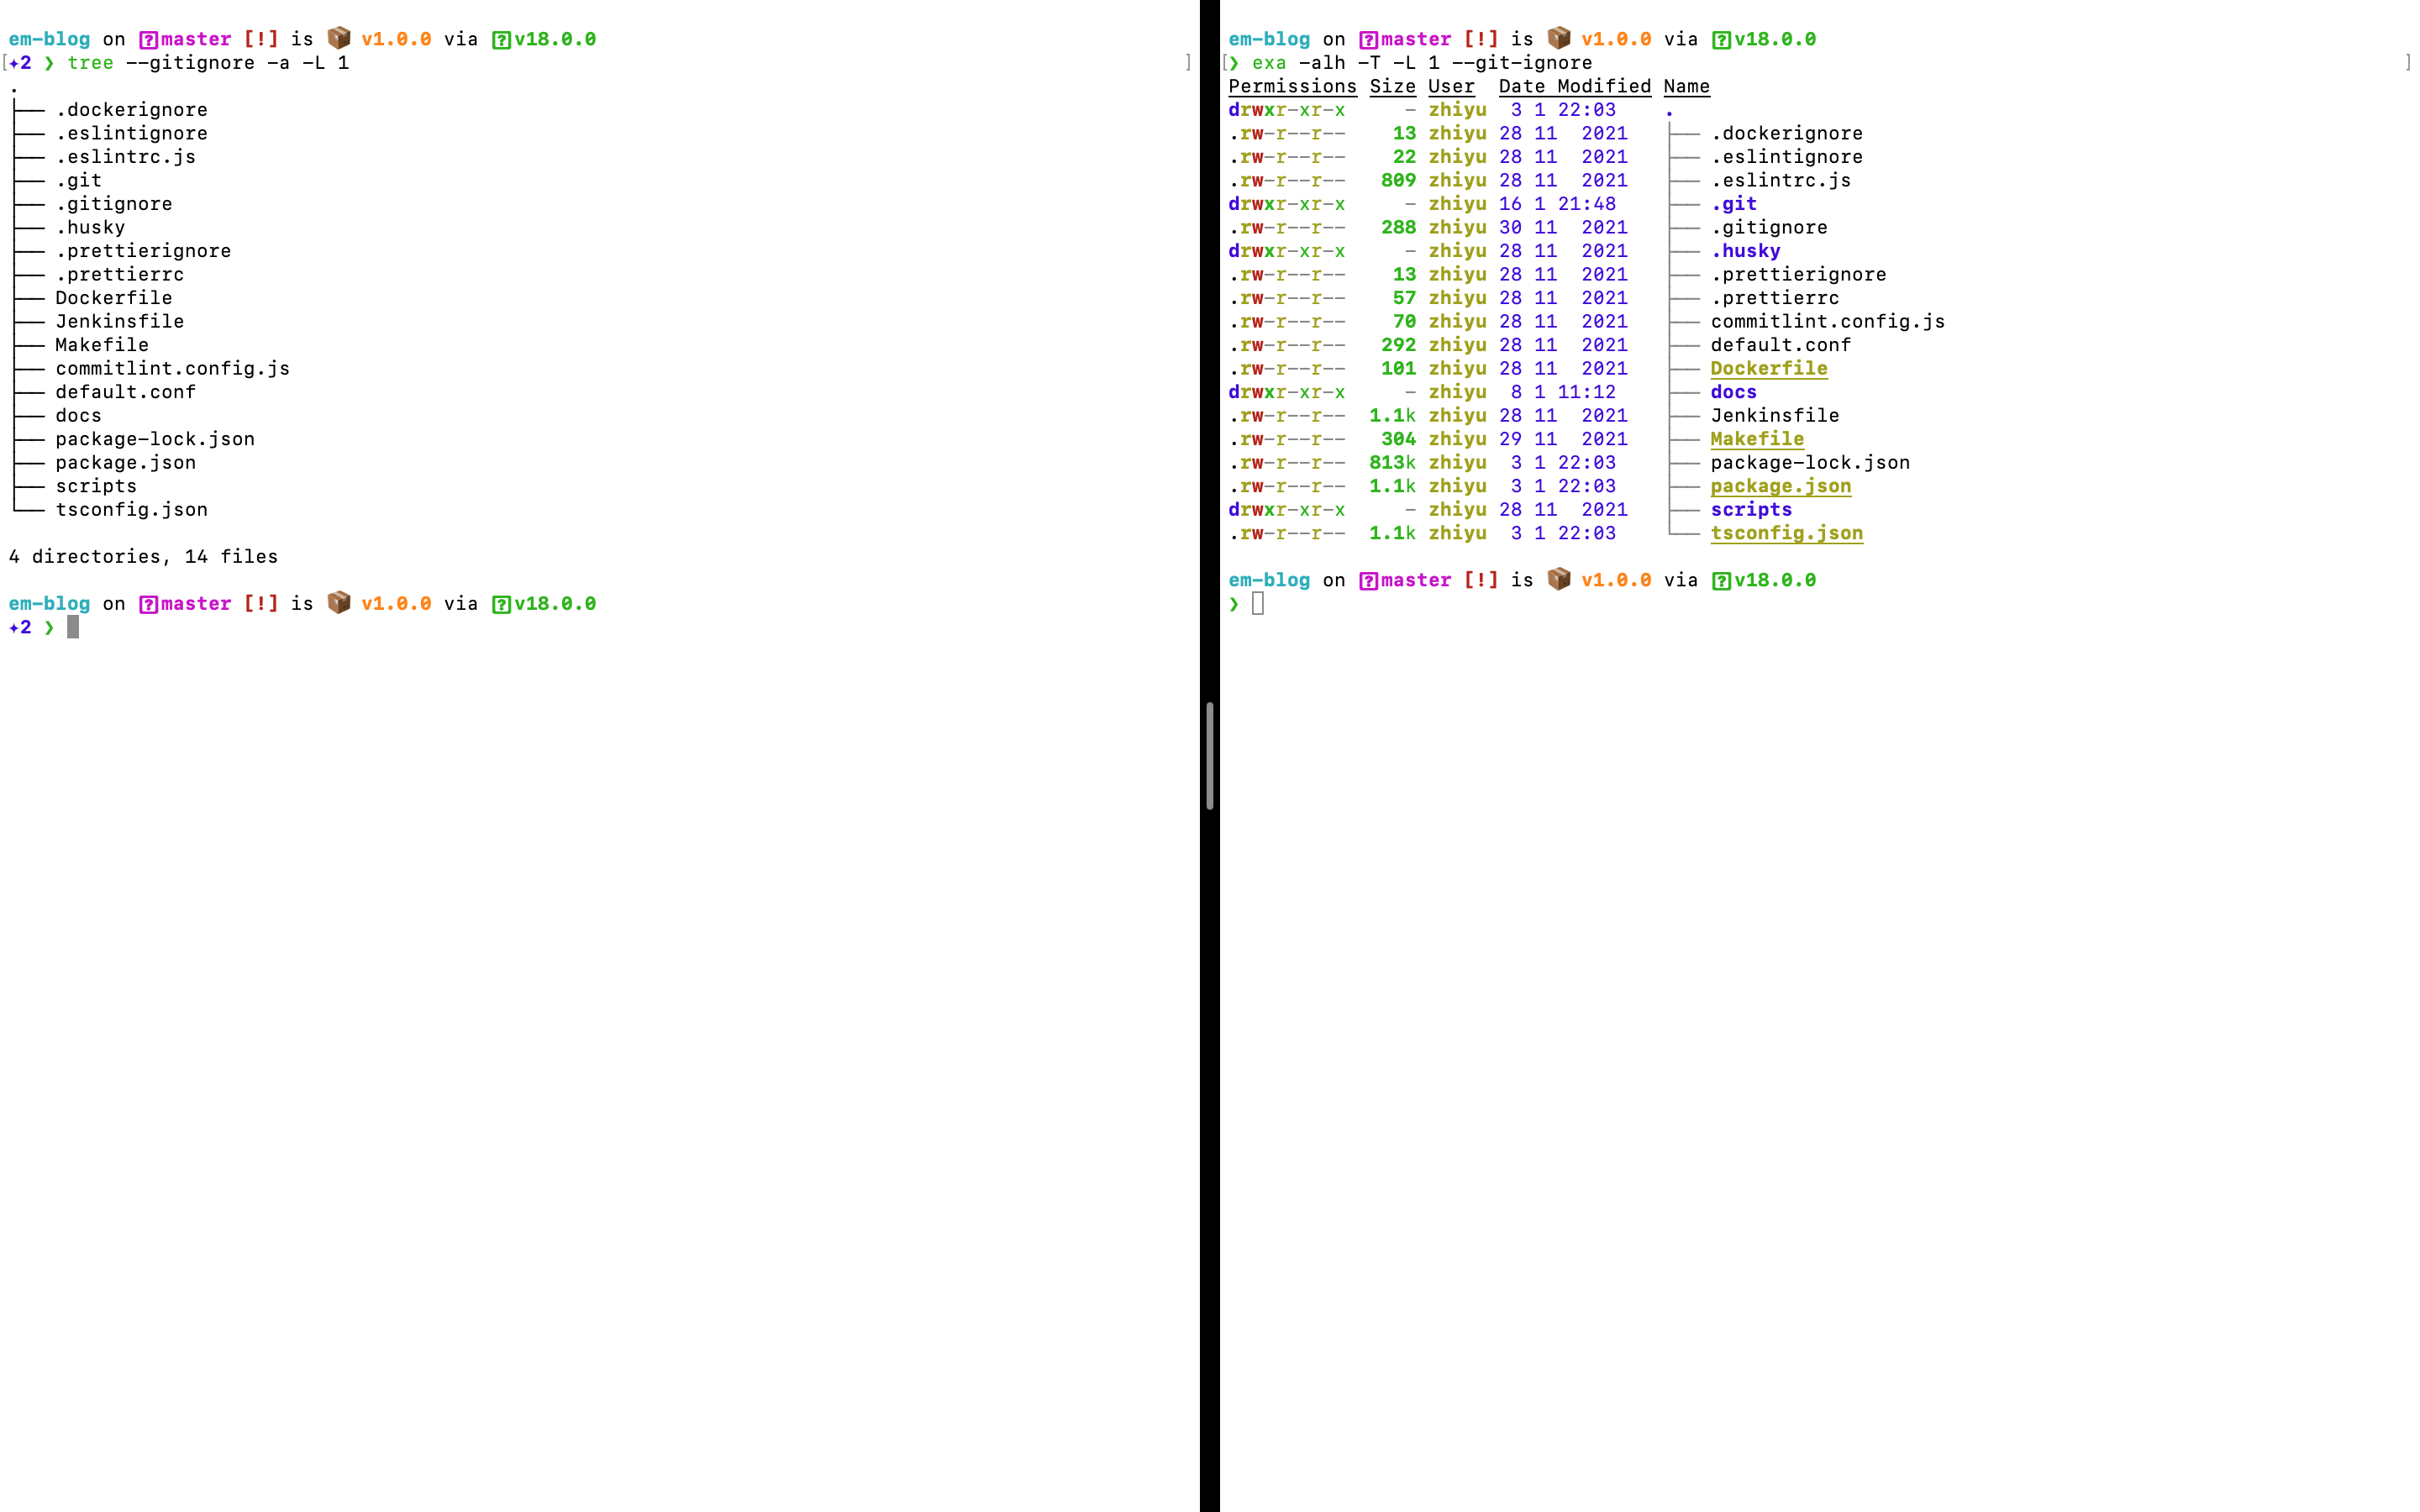 em-blog on ?master [!] is 📦 v1.0.0 via ?v18.0.0
[✦2 ❯ tree --gitignore -a -L 1 ]
.
├── .dockerignore
├── .eslintignore
├── .eslintrc.js
├── .git
├── .gitignore
├── .husky
├── .prettierignore
├── .prettierrc
├── Dockerfile
├── Jenkinsfile
├── Makefile
├── commitlint.config.js
├── default.conf
├── docs
├── package-lock.json
├── package.json
├── scripts
└── tsconfig.json
4 directories, 14 files
em-blog on ?master [!] is 📦 v1.0.0 via ?v18.0.0
✦2 ❯
em-blog on ?master [!] is 📦 v1.0.0 via ?v18.0.0
[❯ exa -alh -T -L 1 --git-ignore ]
Permissions Size User Date Modified Name
drwxr-xr-x - zhiyu 3 1 22:03 .
.rw-r--r-- 13 zhiyu 28 11 2021 ├── .dockerignore
.rw-r--r-- 22 zhiyu 28 11 2021 ├── .eslintignore
.rw-r--r-- 809 zhiyu 28 11 2021 ├── .eslintrc.js
drwxr-xr-x - zhiyu 16 1 21:48 ├── .git
.rw-r--r-- 288 zhiyu 30 11 2021 ├── .gitignore
drwxr-xr-x - zhiyu 28 11 2021 ├── .husky
.rw-r--r-- 13 zhiyu 28 11 2021 ├── .prettierignore
.rw-r--r-- 57 zhiyu 28 11 2021 ├── .prettierrc
.rw-r--r-- 70 zhiyu 28 11 2021 ├── commitlint.config.js
.rw-r--r-- 292 zhiyu 28 11 2021 ├── default.conf
.rw-r--r-- 101 zhiyu 28 11 2021 ├── Dockerfile
drwxr-xr-x - zhiyu 8 1 11:12 ├── docs
.rw-r--r-- 1.1k zhiyu 28 11 2021 ├── Jenkinsfile
.rw-r--r-- 304 zhiyu 29 11 2021 ├── Makefile
.rw-r--r-- 813k zhiyu 3 1 22:03 ├── package-lock.json
.rw-r--r-- 1.1k zhiyu 3 1 22:03 ├── package.json
drwxr-xr-x - zhiyu 28 11 2021 ├── scripts
.rw-r--r-- 1.1k zhiyu 3 1 22:03 └── tsconfig.json
em-blog on ?master [!] is 📦 v1.0.0 via ?v18.0.0
❯